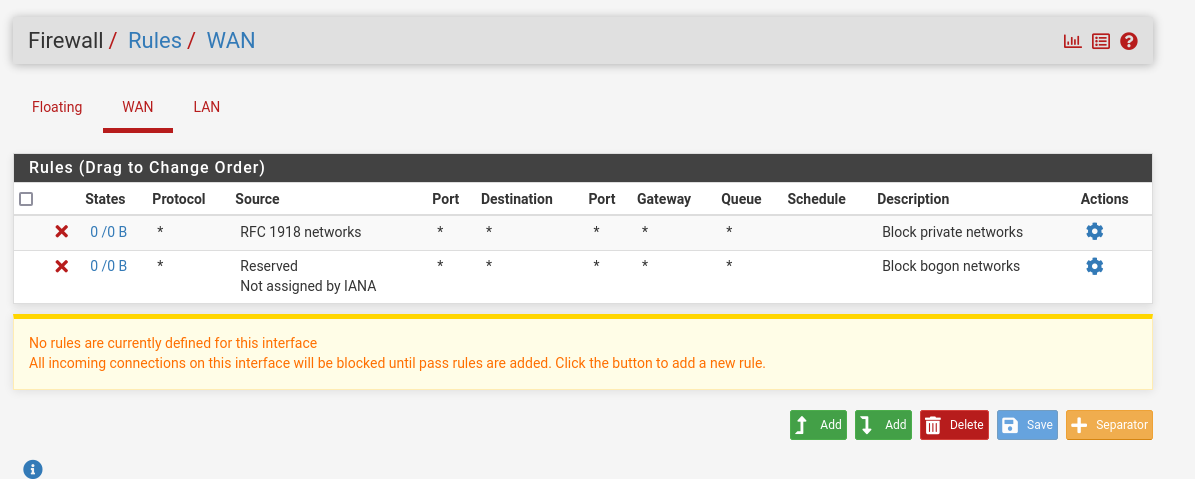 Firewall / Rules / WAN
Floating WAN LAN
Rules (Drag to Change Order)
States Protocol Source Port Destination Port Gateway Queue Schedule Description Actions
0 /0 B * RFC 1918 networks * * * * * Block private networks
0 /0 B * Reserved * * * * * Block bogon networks
Not assigned by IANA
No rules are currently defined for this interface
All incoming connections on this interface will be blocked until pass rules are added. Click the button to add a new rule.
Add Add Delete Save Separator